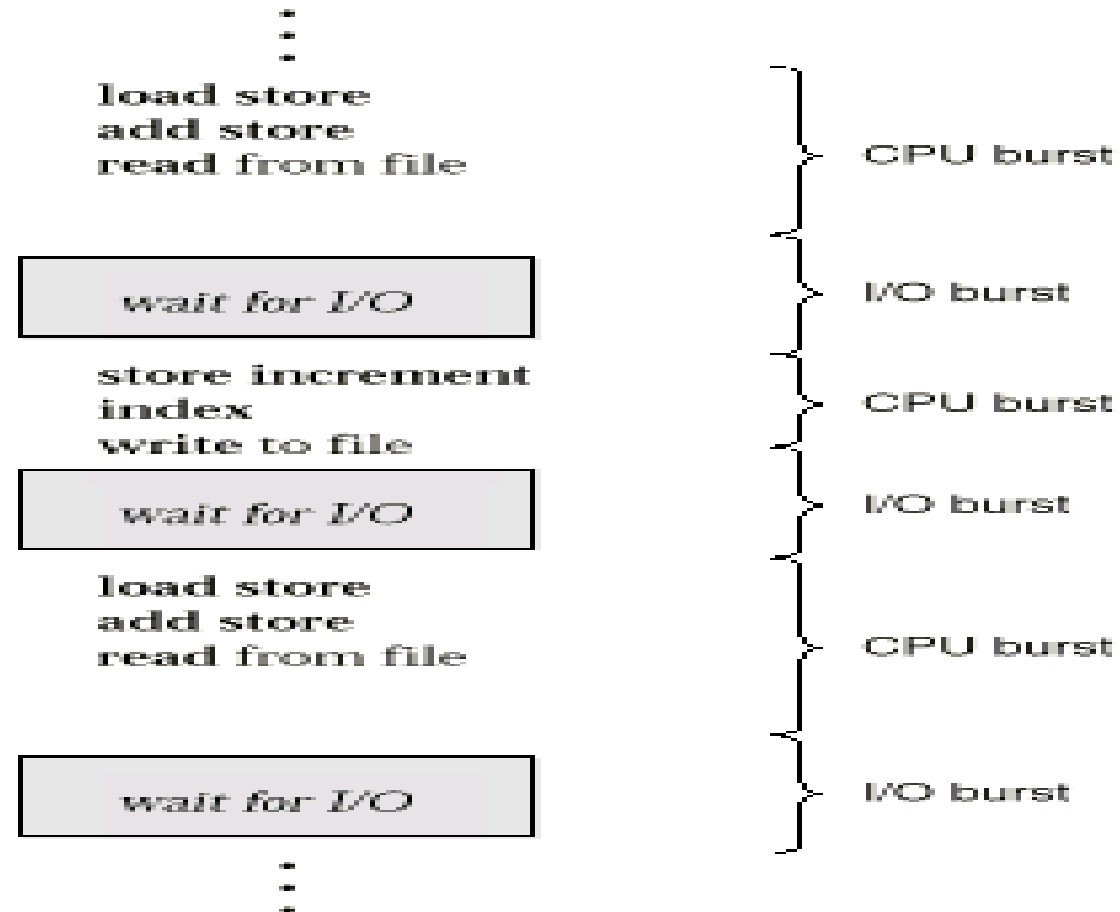 load store
add store
read from file
CPU burst
wait for I/O
I/O burst
store increment
index
write to file
CPU burst
wait for I/O
I/O burst
load store
add store
read from file
CPU burst
wait for I/O
I/O burst